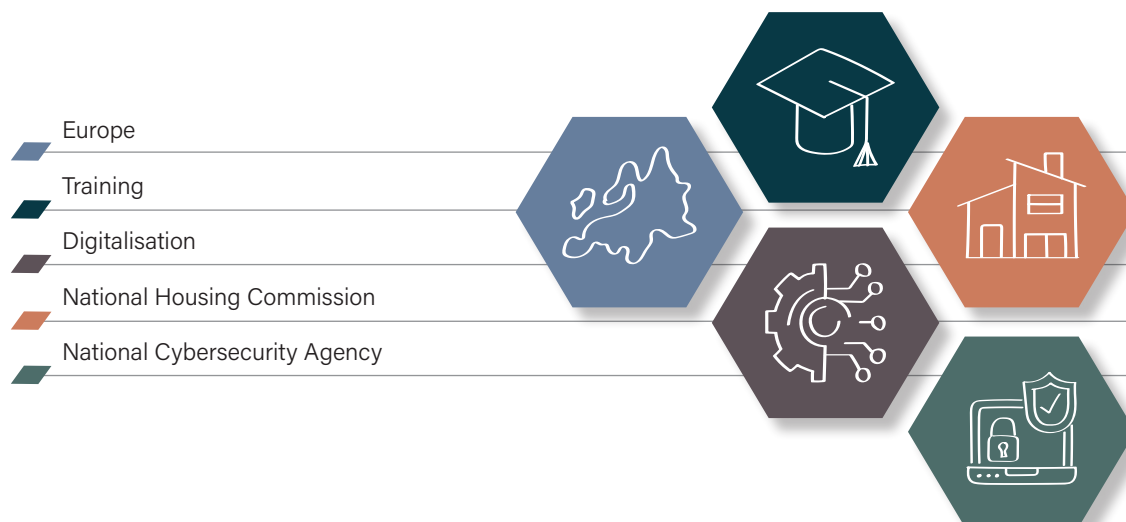 Europe
Training
Digitalisation
National Housing Commission
National Cybersecurity Agency